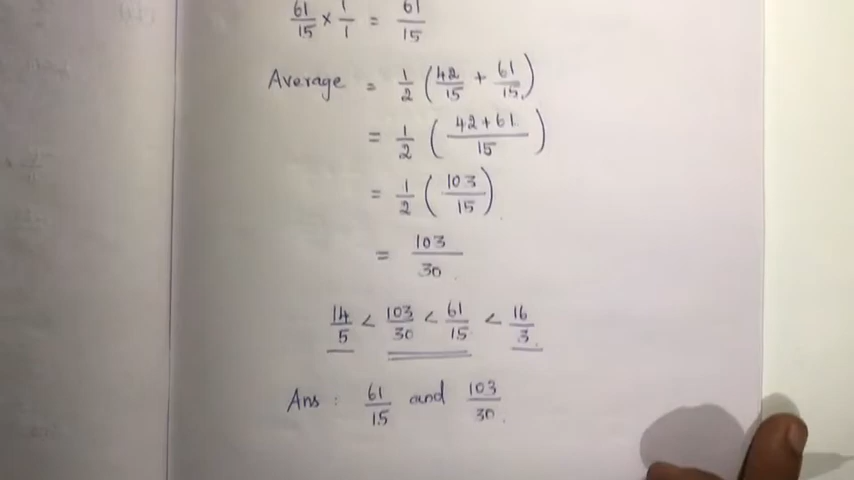 61/15 × 1/1 = 61/15
Average = 1/2 (42/15 + 61/15)
= 1/2 (42+61/15)
= 1/2 (103/15)
= 103/30
14/5 < 103/30 < 61/15 < 16/3
Ans : 61/15 and 103/30